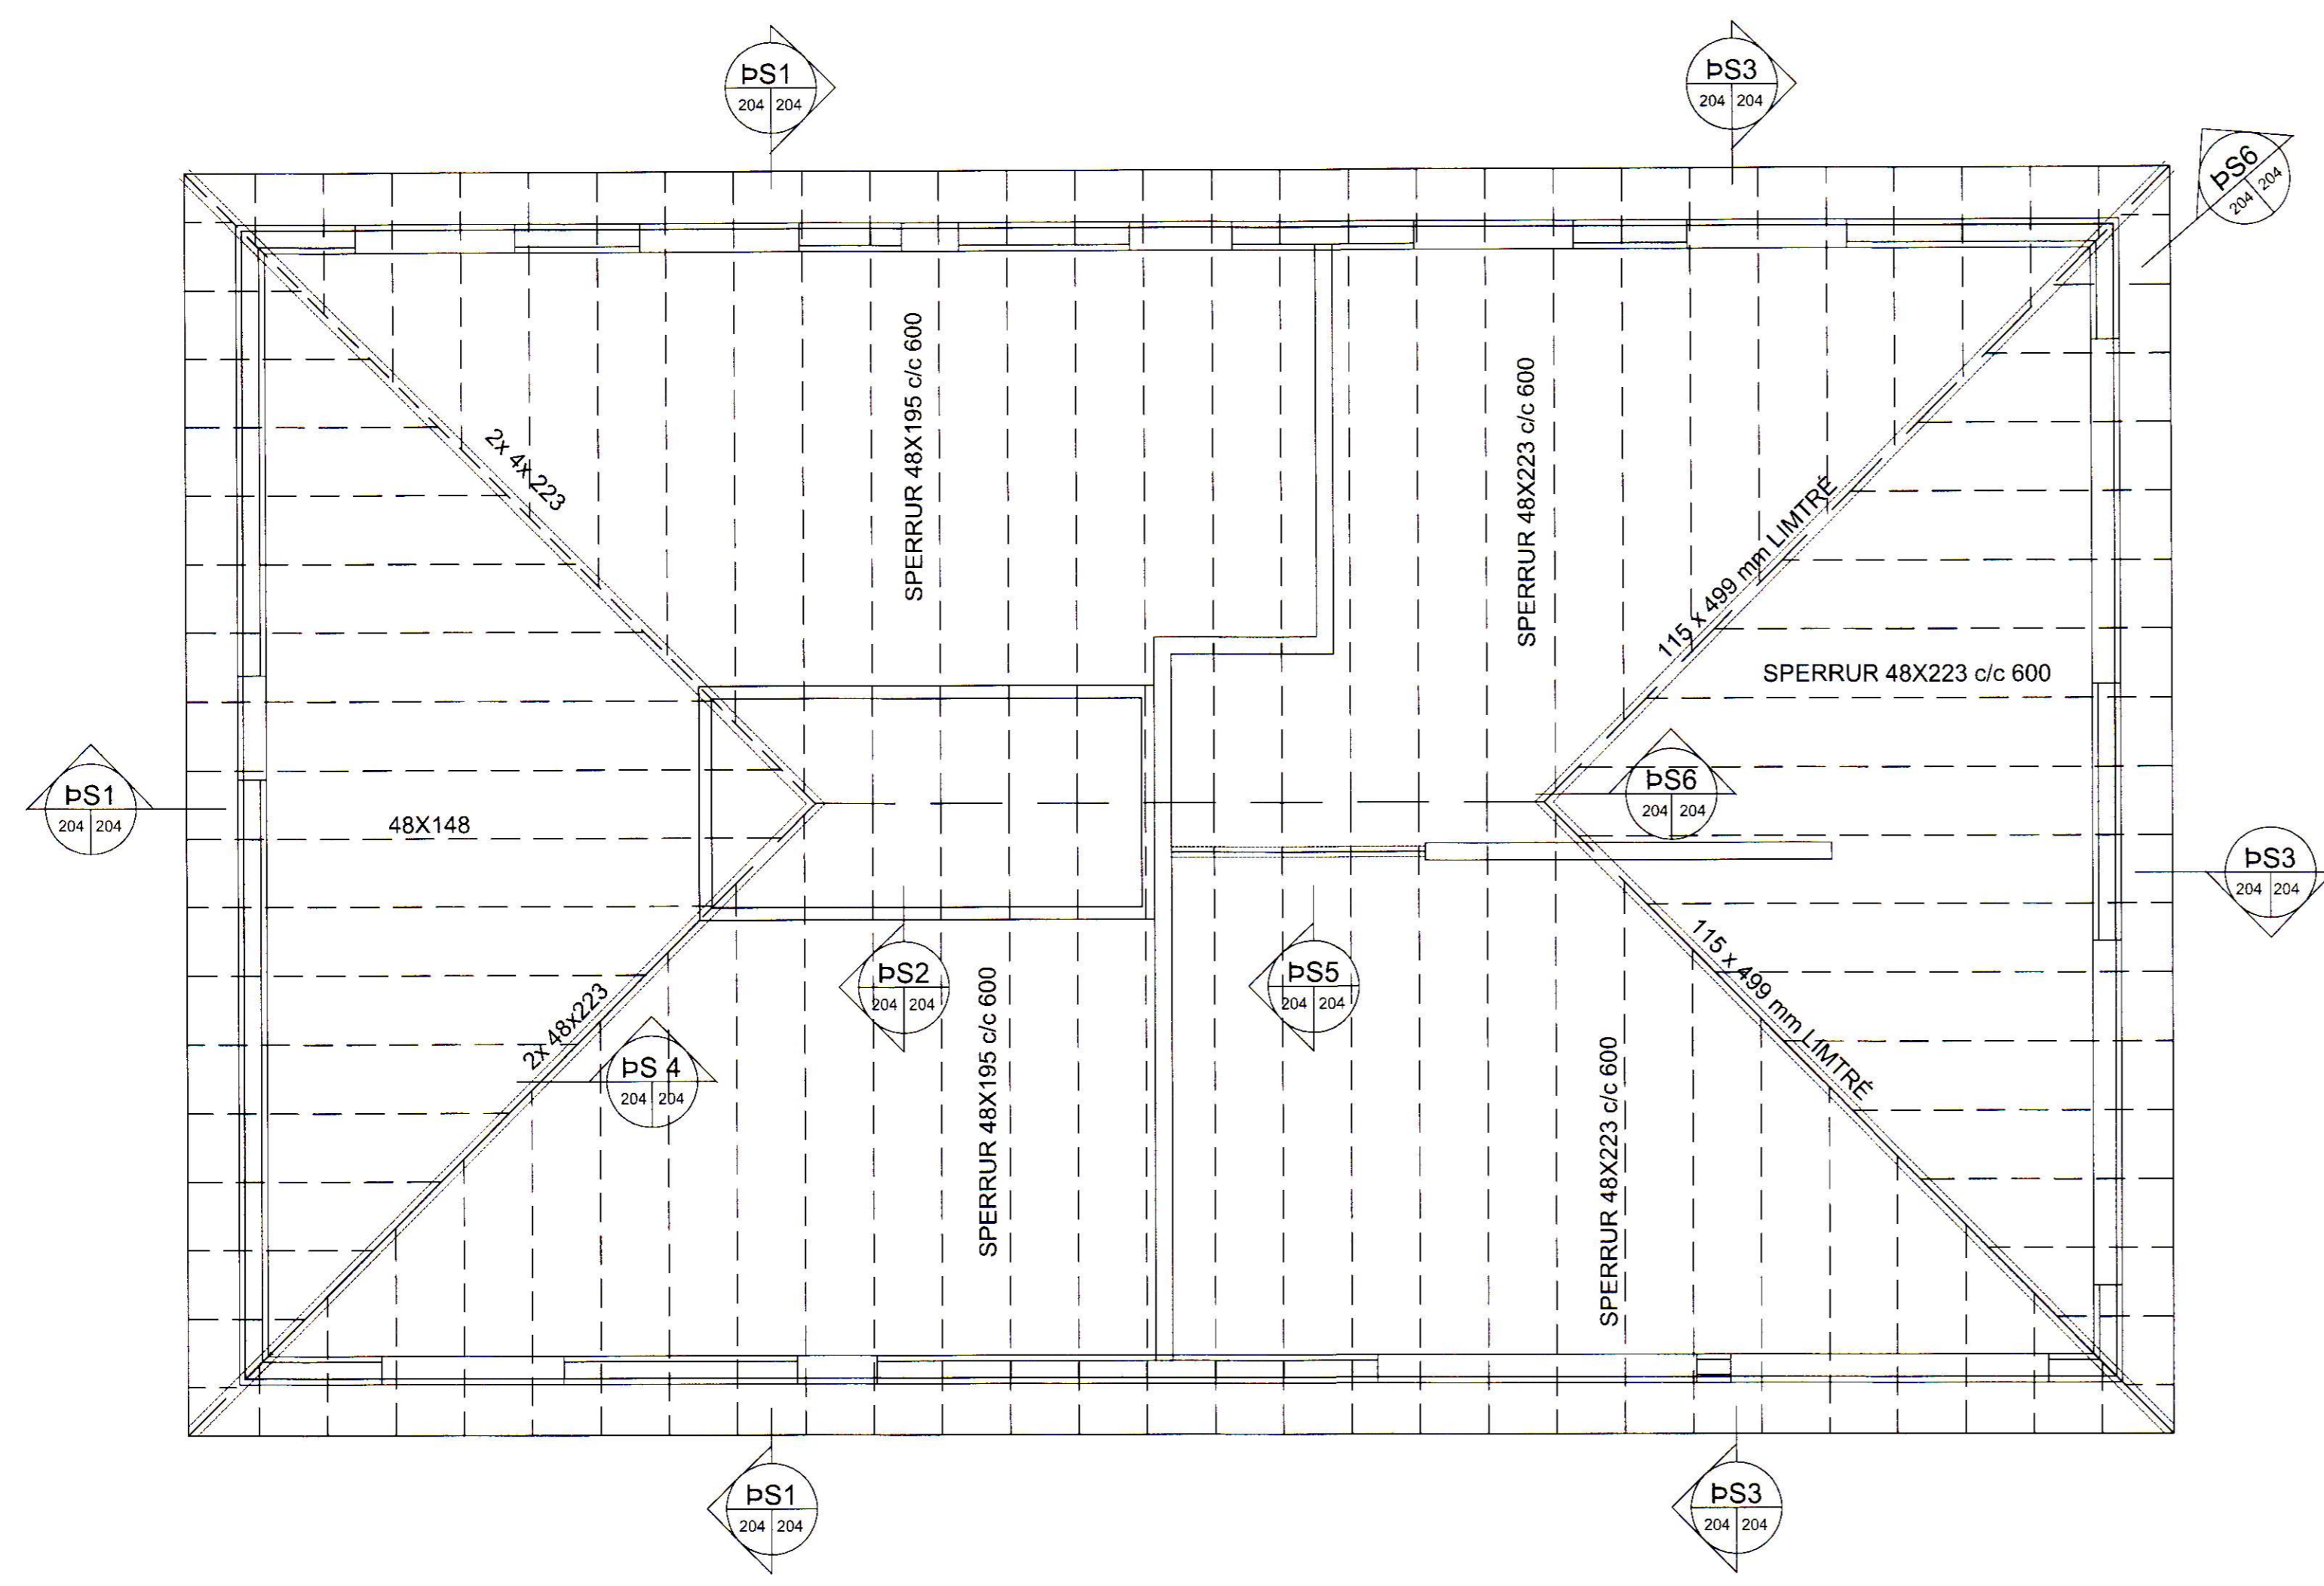 ÞS1
204 204
ÞS3
204 204
ÞS6
204 204
SPERRUR 48X195 c/c 600
SPERRUR 48X223 c/c 600
2x 4X 223
115 x 499 mm LIMTRÉ
SPERRUR 48X223 c/c 600
ÞS1
204 204
48X148
ÞS6
204 204
ÞS3
204 204
2x 48x223
ÞS 4
204 204
ÞS2
204 204
SPERRUR 48X195 c/c 600
ÞS5
204 204
115 x 499 mm LIMTRÉ
SPERRUR 48X223 c/c 600
ÞS1
204 204
ÞS3
204 204